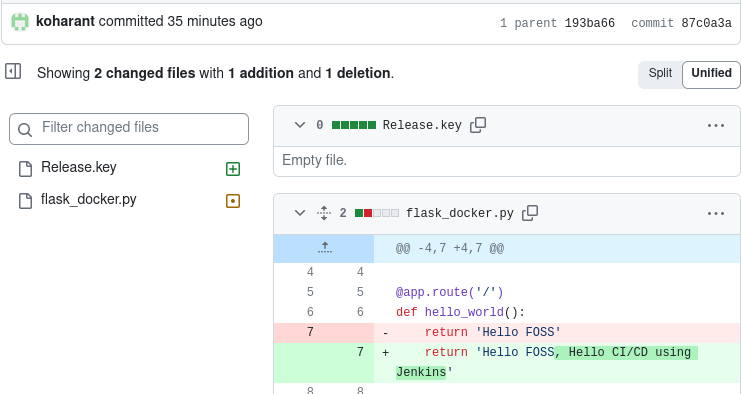 koharant committed 35 minutes ago
1 parent 193ba66 commit 87c0a3a
Showing 2 changed files with 1 addition and 1 deletion.
Split Unified
Filter changed files
Release.key
flask_docker.py
0 Release.key
Empty file.
2 flask_docker.py
@@ -4,7 +4,7 @@
4 4
5 5 @app.route('/')
6 6 def hello_world():
7 - return 'Hello FOSS'
7 + return 'Hello FOSS, Hello CI/CD using
Jenkins'
8 8